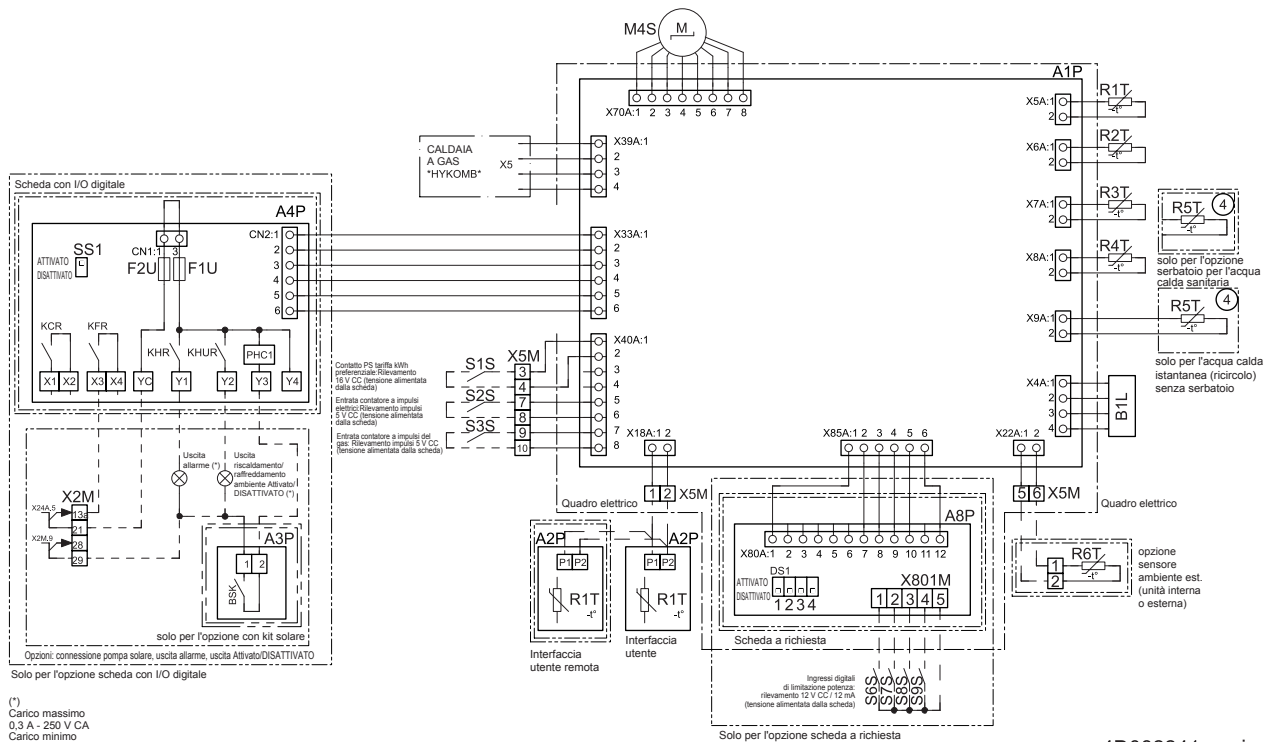 M4S
M
A1P
X70A:1 2 3 4 5 6 7 8
CALDAIA
A GAS
*HYKOMB*
X5
X39A:1
2
3
4
X5A:1
2
R1T
-t°
X6A:1
2
R2T
-t°
X7A:1
2
R3T
-t°
X8A:1
2
R4T
-t°
X9A:1
2
R5T
-t°
4
solo per l'opzione
serbatoio per l'acqua
calda sanitaria
R5T
-t°
4
solo per l'acqua calda
istantanea (ricircolo)
senza serbatoio
X4A:1
2
3
4
B1L
Scheda con I/O digitale
A4P
SS1
ATTIVATO
DISATTIVATO
CN1:1 3
F2U
F1U
CN2:1
2
3
4
5
6
X33A:1
2
3
4
5
6
KCR
KFR
KHR
KHUR
PHC1
X1 X2 X3 X4 YC Y1 Y2 Y3 Y4
X40A:1
2
3
4
5
6
7
8
Contatto PS tariffa kWh
preferenziale:Rilevamento
16 V CC (tensione alimentata
dalla scheda)
S1S
X5M
3
4
Entrata contatore a impulsi
elettrici:Rilevamento impulsi
5 V CC (tensione alimentata
dalla scheda)
S2S
7
8
Entrata contatore a impulsi del
gas: Rilevamento impulsi 5 V CC
(tensione alimentata dalla scheda)
S3S
9
10
X18A:1 2
X85A:1 2 3 4 5 6
X22A:1 2
1 2 X5M
5 6 X5M
Quadro elettrico
Quadro elettrico
Uscita
allarme (*)
Uscita
riscaldamento/
raffreddamento
ambiente Attivato/
DISATTIVATO (*)
X2M
X24A,5
13a
21
X2M,9
28
29
A3P
1 2
BSK
solo per l'opzione con kit solare
Opzioni: connessione pompa solare, uscita allarme, uscita Attivato/DISATTIVATO
Solo per l'opzione scheda con I/O digitale
A2P
P1 P2
R1T
-t°
Interfaccia
utente remota
A2P
P1 P2
R1T
-t°
Interfaccia
utente
A8P
X80A:1 2 3 4 5 6 7 8 9 10 11 12
DS1
ATTIVATO
DISATTIVATO
1 2 3 4
X801M
1 2 3 4 5
Scheda a richiesta
Ingressi digitali
di limitazione potenza:
rilevamento 12 V CC / 12 mA
(tensione alimentata dalla scheda)
S6S
S7S
S8S
S9S
Solo per l'opzione scheda a richiesta
1
2
R6T
-t°
opzione
sensore
ambiente est.
(unità interna
o esterna)
(*)
Carico massimo
0,3 A - 250 V CA
Carico minimo